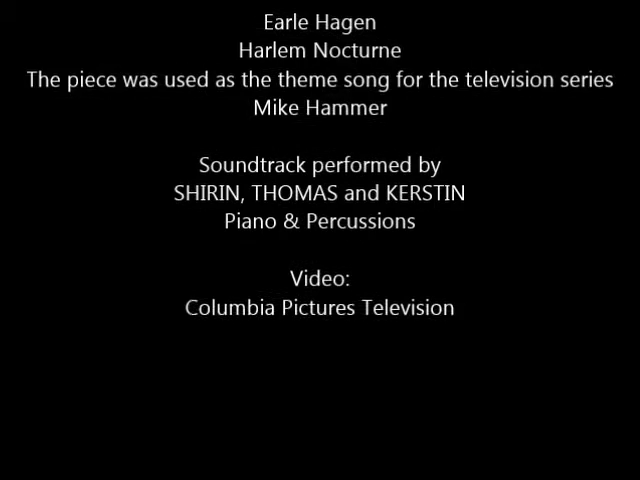 Earle Hagen
Harlem Nocturne
The piece was used as the theme song for the television series
Mike Hammer
Soundtrack performed by
SHIRIN, THOMAS and KERSTIN
Piano & Percussions
Video:
Columbia Pictures Television